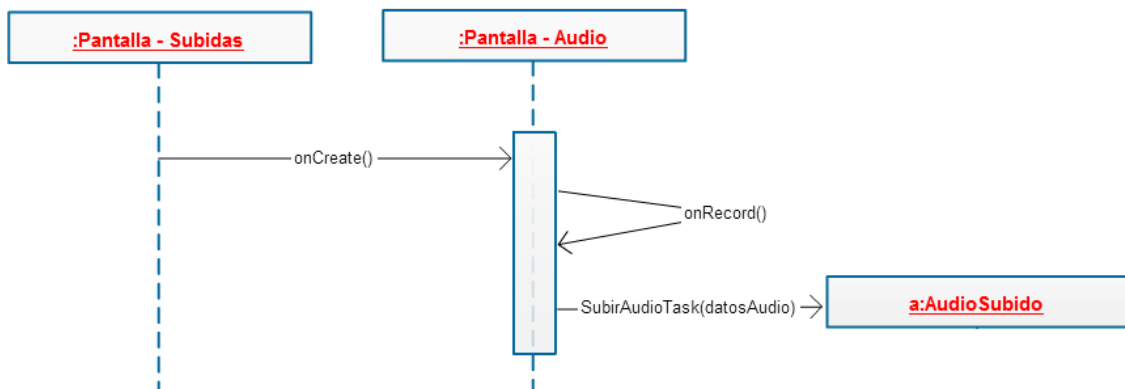 :Pantalla - Subidas
:Pantalla - Audio
onCreate()
onRecord()
SubirAudioTask(datosAudio)
a:AudioSubido